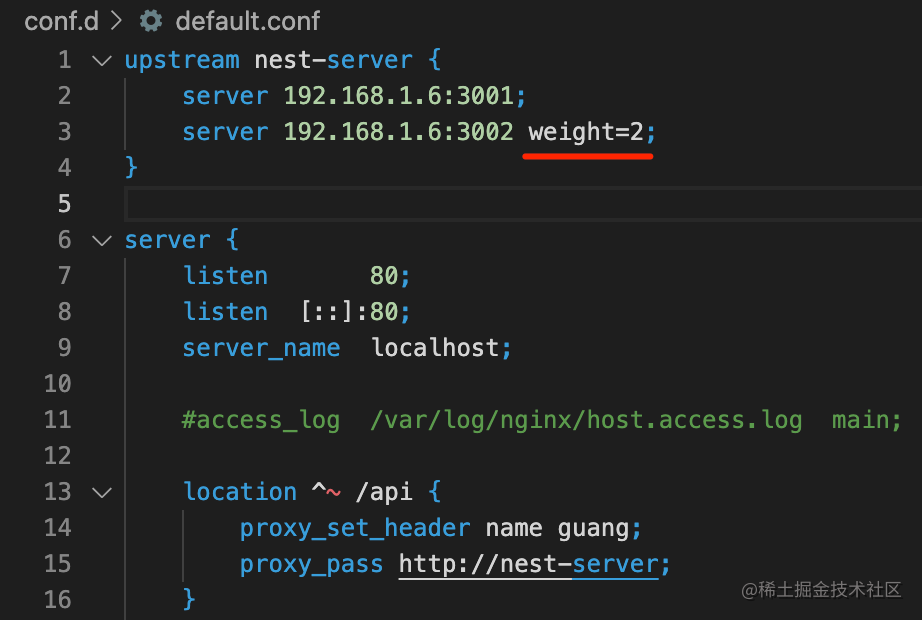 conf.d > default.conf
1 upstream nest-server {
2 server 192.168.1.6:3001;
3 server 192.168.1.6:3002 weight=2;
4 }
5
6 server {
7 listen 80;
8 listen [::]:80;
9 server_name localhost;
10
11 #access_log /var/log/nginx/host.access.log main;
12
13 location ^~ /api {
14 proxy_set_header name guang;
15 proxy_pass http://nest-server;
16 }
@稀土掘金技术社区